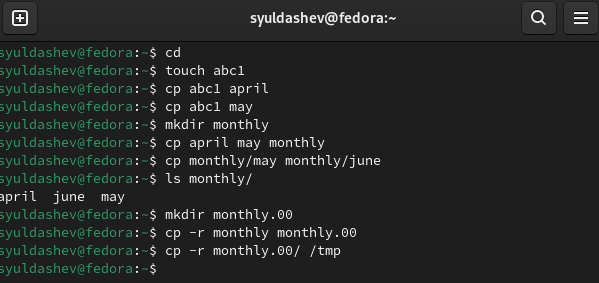 syuldashev@fedora:~
syuldashev@fedora:~$ cd
syuldashev@fedora:~$ touch abc1
syuldashev@fedora:~$ cp abc1 april
syuldashev@fedora:~$ cp abc1 may
syuldashev@fedora:~$ mkdir monthly
syuldashev@fedora:~$ cp april may monthly
syuldashev@fedora:~$ cp monthly/may monthly/june
syuldashev@fedora:~$ ls monthly/
april  june  may
syuldashev@fedora:~$ mkdir monthly.00
syuldashev@fedora:~$ cp -r monthly monthly.00
syuldashev@fedora:~$ cp -r monthly.00/ /tmp
syuldashev@fedora:~$